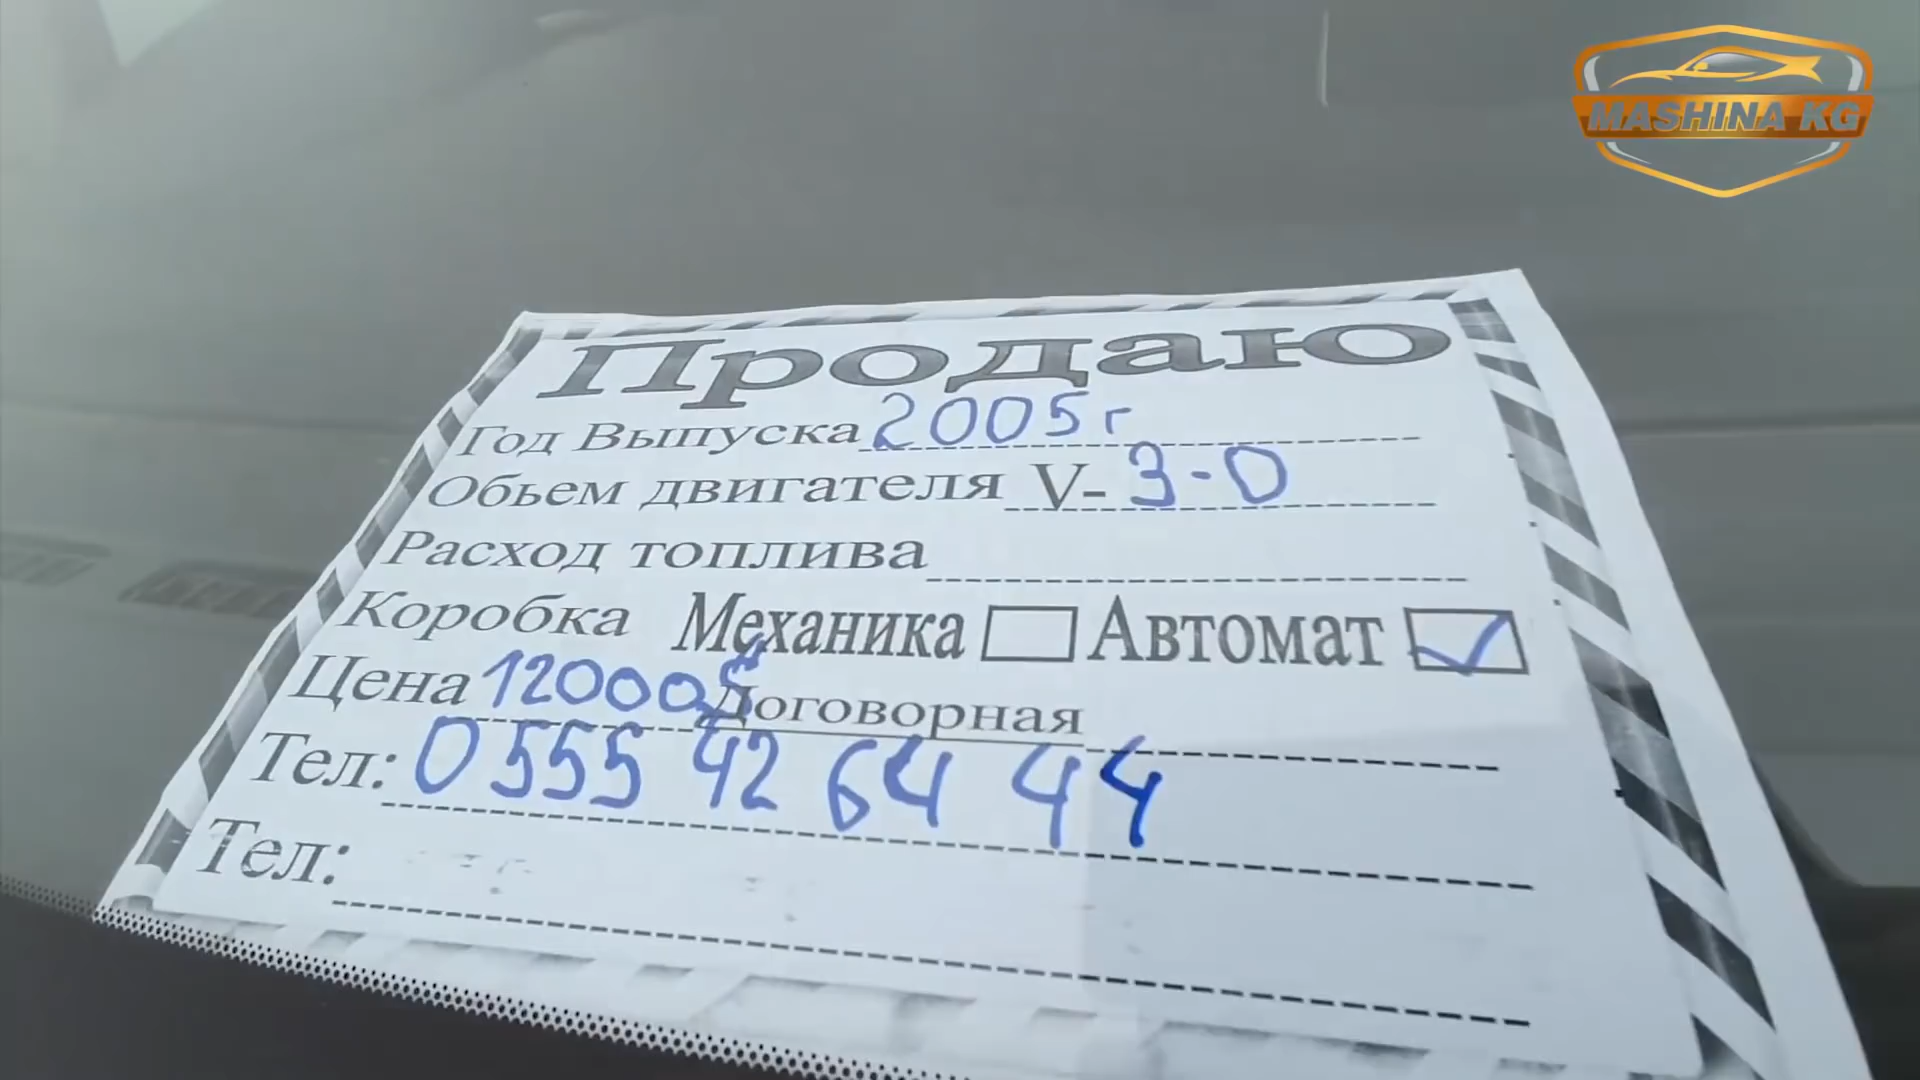 MASHINA KG
Продаю
Год Выпуска 2005г
Обьем двигателя V- 3-0
Расход топлива
Коробка Механика Автомат
Цена 12000$ Договорная
Тел: 0555 42 64 44
Тел: